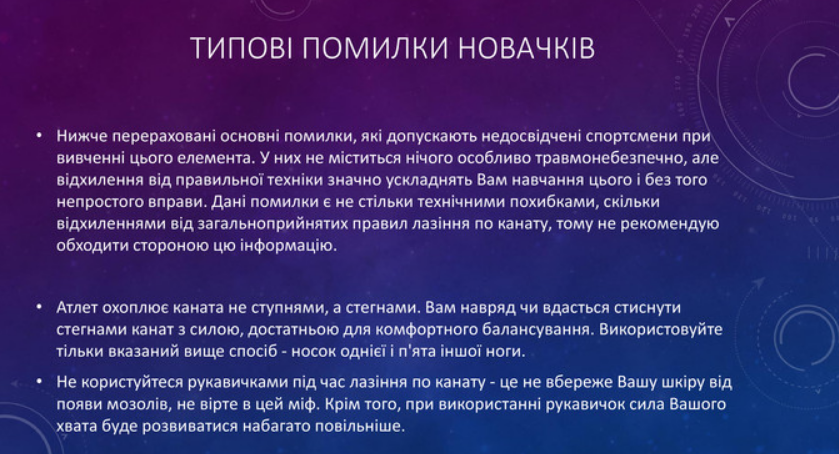 ТИПОВІ ПОМИЛКИ НОВАЧКІВ
• Нижче перераховані основні помилки, які допускають недосвідчені спортсмени при
вивченні цього елемента. У них не міститься нічого особливо травмонебезпечно, але
відхилення від правильної техніки значно ускладнять Вам навчання цього і без того
непростого вправи. Дані помилки є не стільки технічними похибками, скільки
відхиленнями від загальноприйнятих правил лазіння по канату, тому не рекомендую
обходити стороною цю інформацію.
• Атлет охоплює каната не ступнями, а стегнами. Вам навряд чи вдасться стиснути
стегнами канат з силою, достатньою для комфортного балансування. Використовуйте
тільки вказаний вище спосіб - носок однієї і п'ята іншої ноги.
• Не користуйтеся рукавичками під час лазіння по канату - це не вбереже Вашу шкіру від
появи мозолів, не вірте в цей міф. Крім того, при використанні рукавичок сила Вашого
хвата буде розвиватися набагато повільніше.